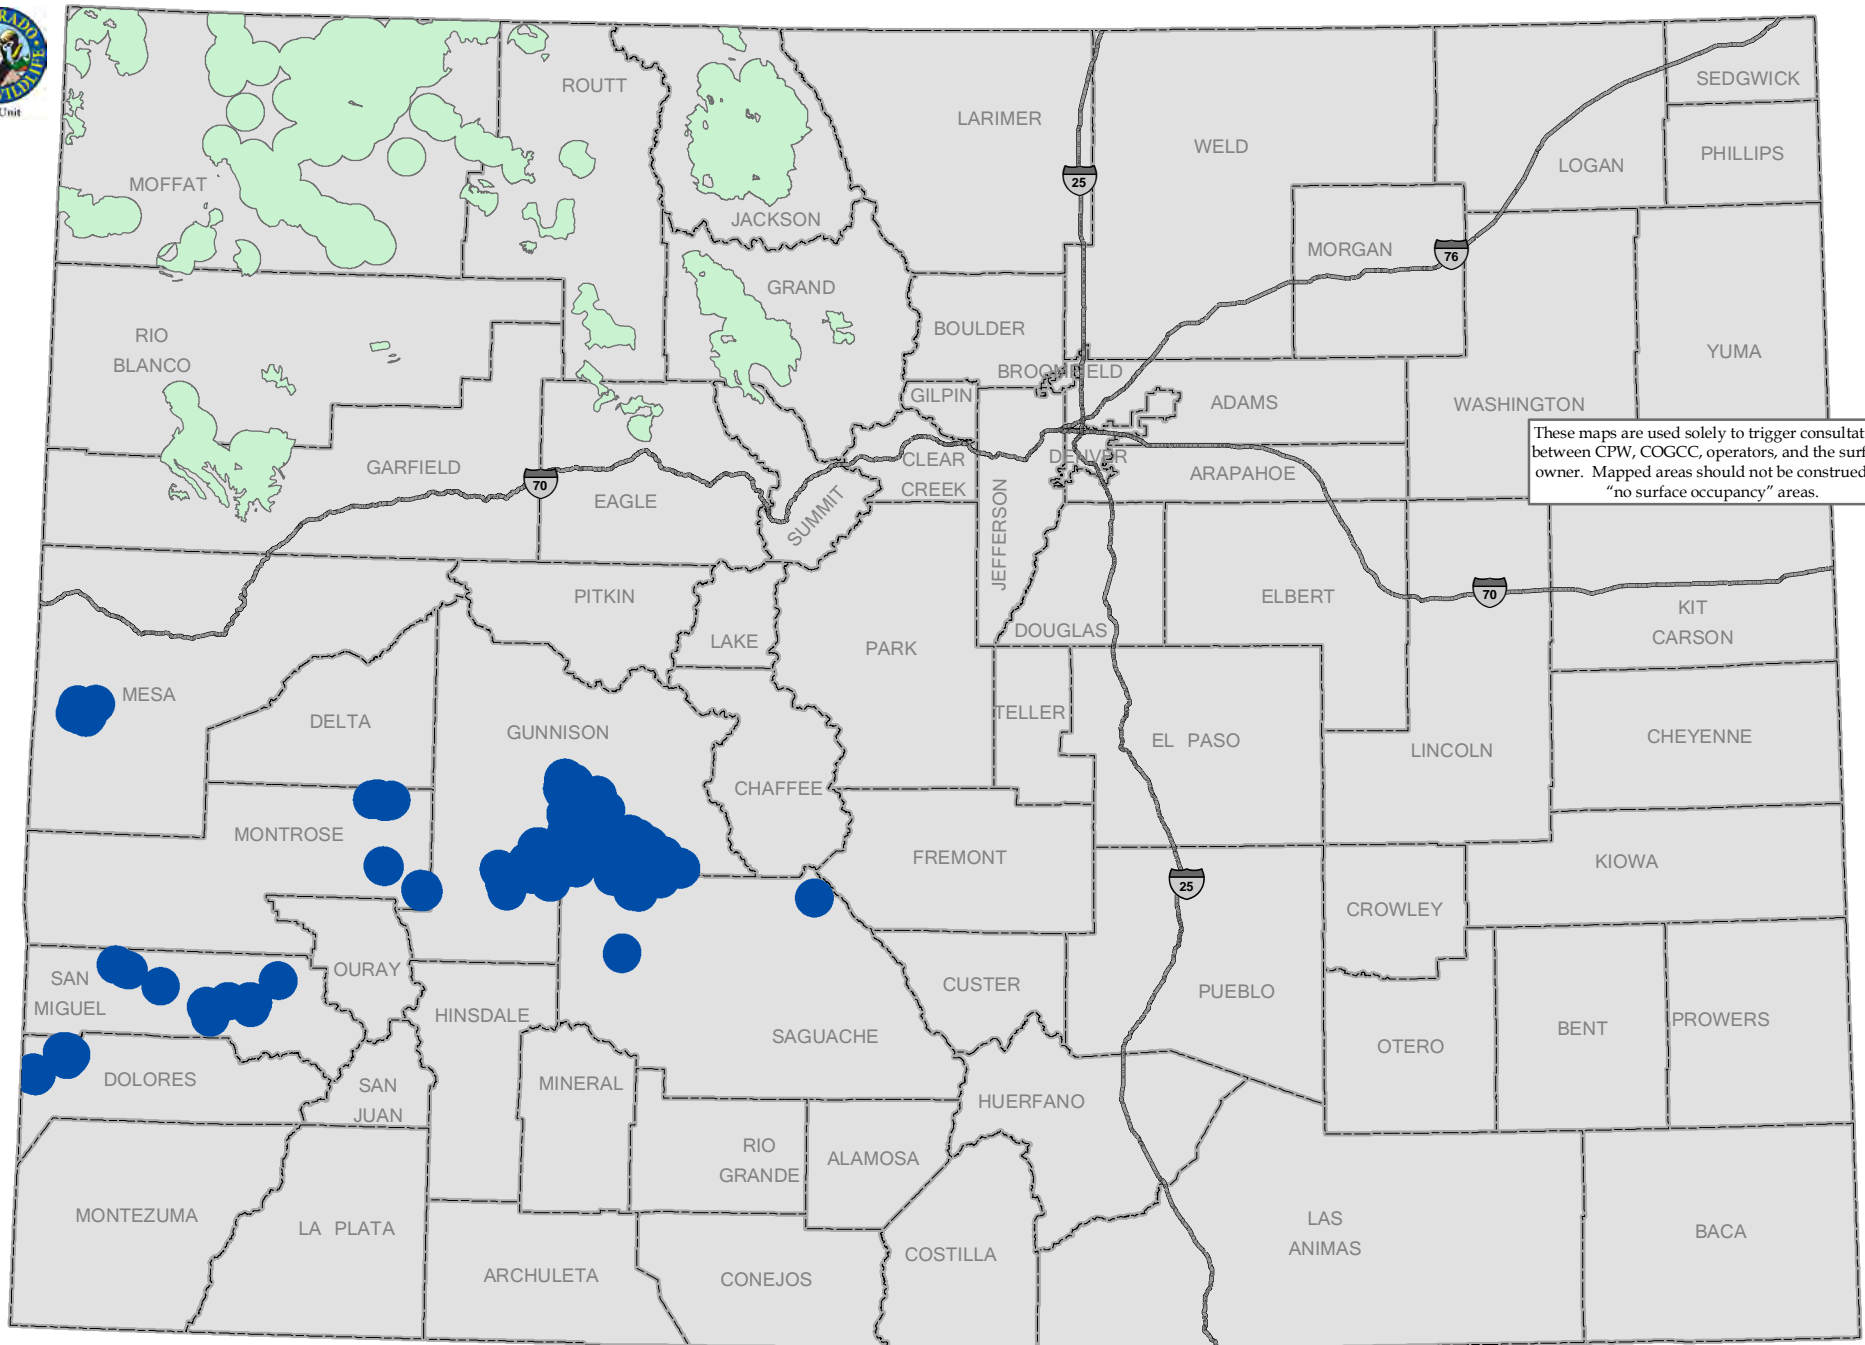 RADO
WILDLIFE
Unit
ROUTT
SEDGWICK
LARIMER
WELD
LOGAN
PHILLIPS
25
MOFFAT
JACKSON
MORGAN
76
GRAND
RIO
BLANCO
BOULDER
YUMA
BROOMFIELD
GILPIN
ADAMS
WASHINGTON
These maps are used solely to trigger consultat
between CPW, COGCC, operators, and the surf
owner. Mapped areas should not be construed
“no surface occupancy” areas.
GARFIELD
CLEAR
CREEK
DENVER
ARAPAHOE
70
EAGLE
SUMMIT
JEFFERSON
PITKIN
ELBERT
70
KIT
CARSON
LAKE
DOUGLAS
PARK
MESA
DELTA
GUNNISON
TELLER
EL PASO
LINCOLN
CHEYENNE
CHAFFEE
MONTROSE
FREMONT
KIOWA
25
CROWLEY
SAN
MIGUEL
OURAY
CUSTER
PUEBLO
HINSDALE
SAGUACHE
BENT
PROWERS
OTERO
DOLORES
SAN
JUAN
MINERAL
HUERFANO
RIO
GRANDE
ALAMOSA
MONTEZUMA
LA PLATA
LAS
ANIMAS
BACA
COSTILLA
ARCHULETA
CONEJOS